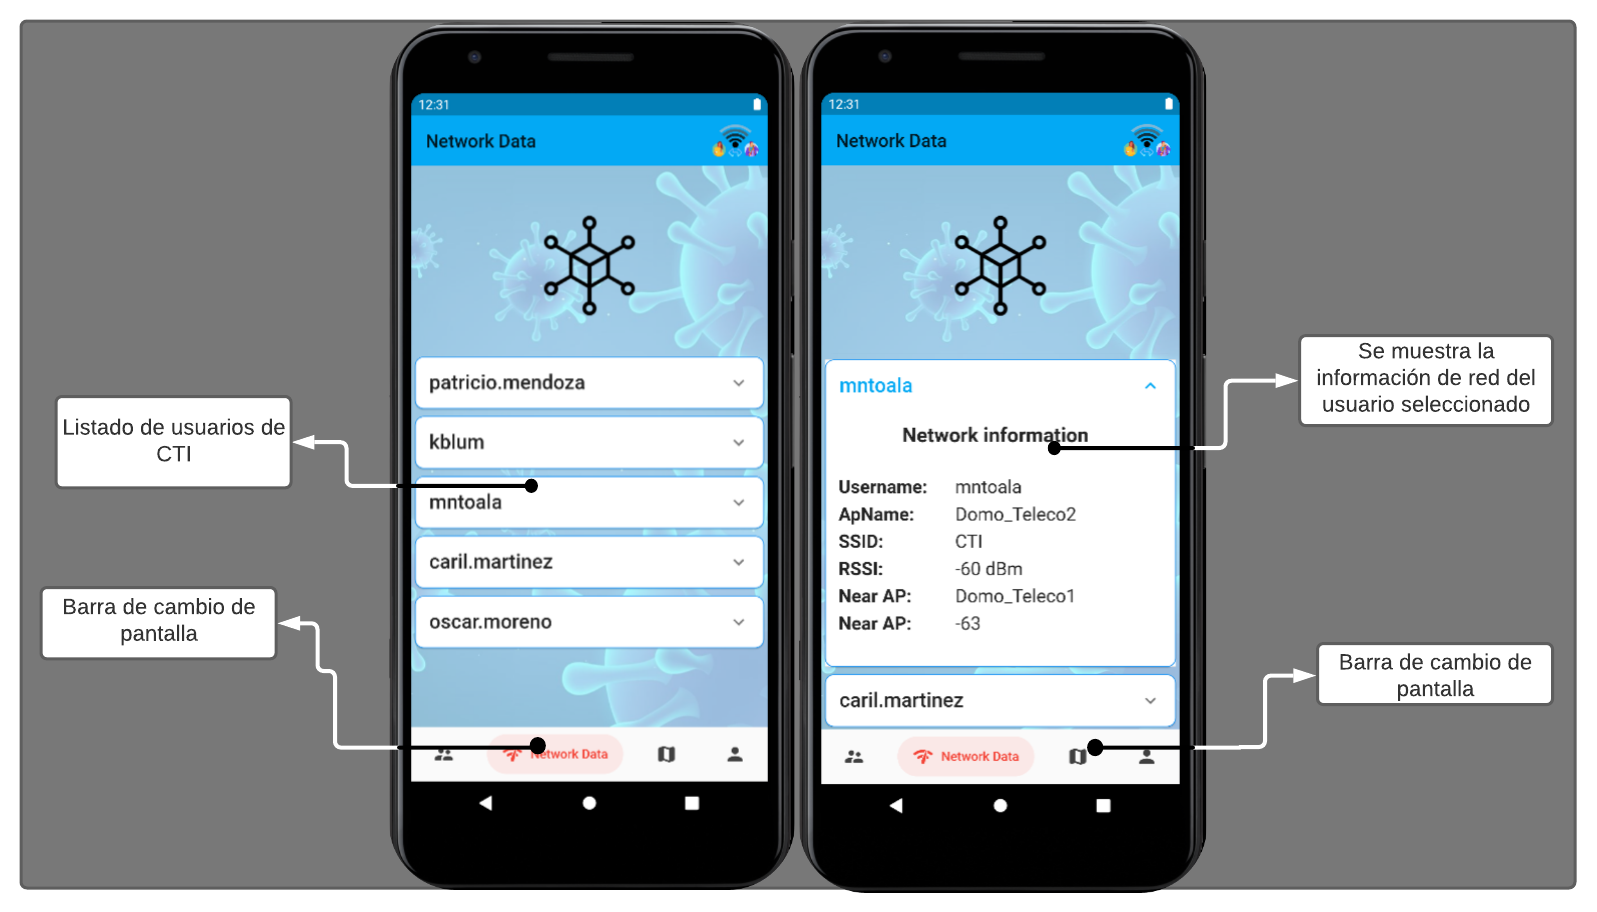 12:31
Network Data
patricio.mendoza
kblum
mntoala
caril.martinez
oscar.moreno
Network Data
Listado de usuarios de
CTI
Barra de cambio de
pantalla
12:31
Network Data
mntoala
Network information
Username: mntoala
ApName: Domo_Teleco2
SSID: CTI
RSSI: -60 dBm
Near AP: Domo_Teleco1
Near AP: -63
caril.martinez
Network Data
Se muestra la
información de red del
usuario seleccionado
Barra de cambio de
pantalla